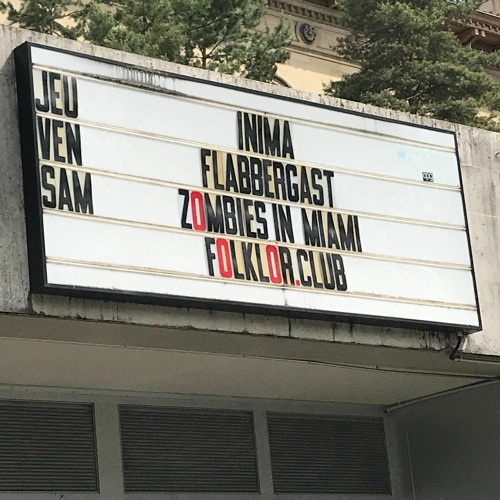 JEU INIMA
VEN FLABBERGAST
SAM ZOMBIES IN MIAMI
FOLKLOR.CLUB